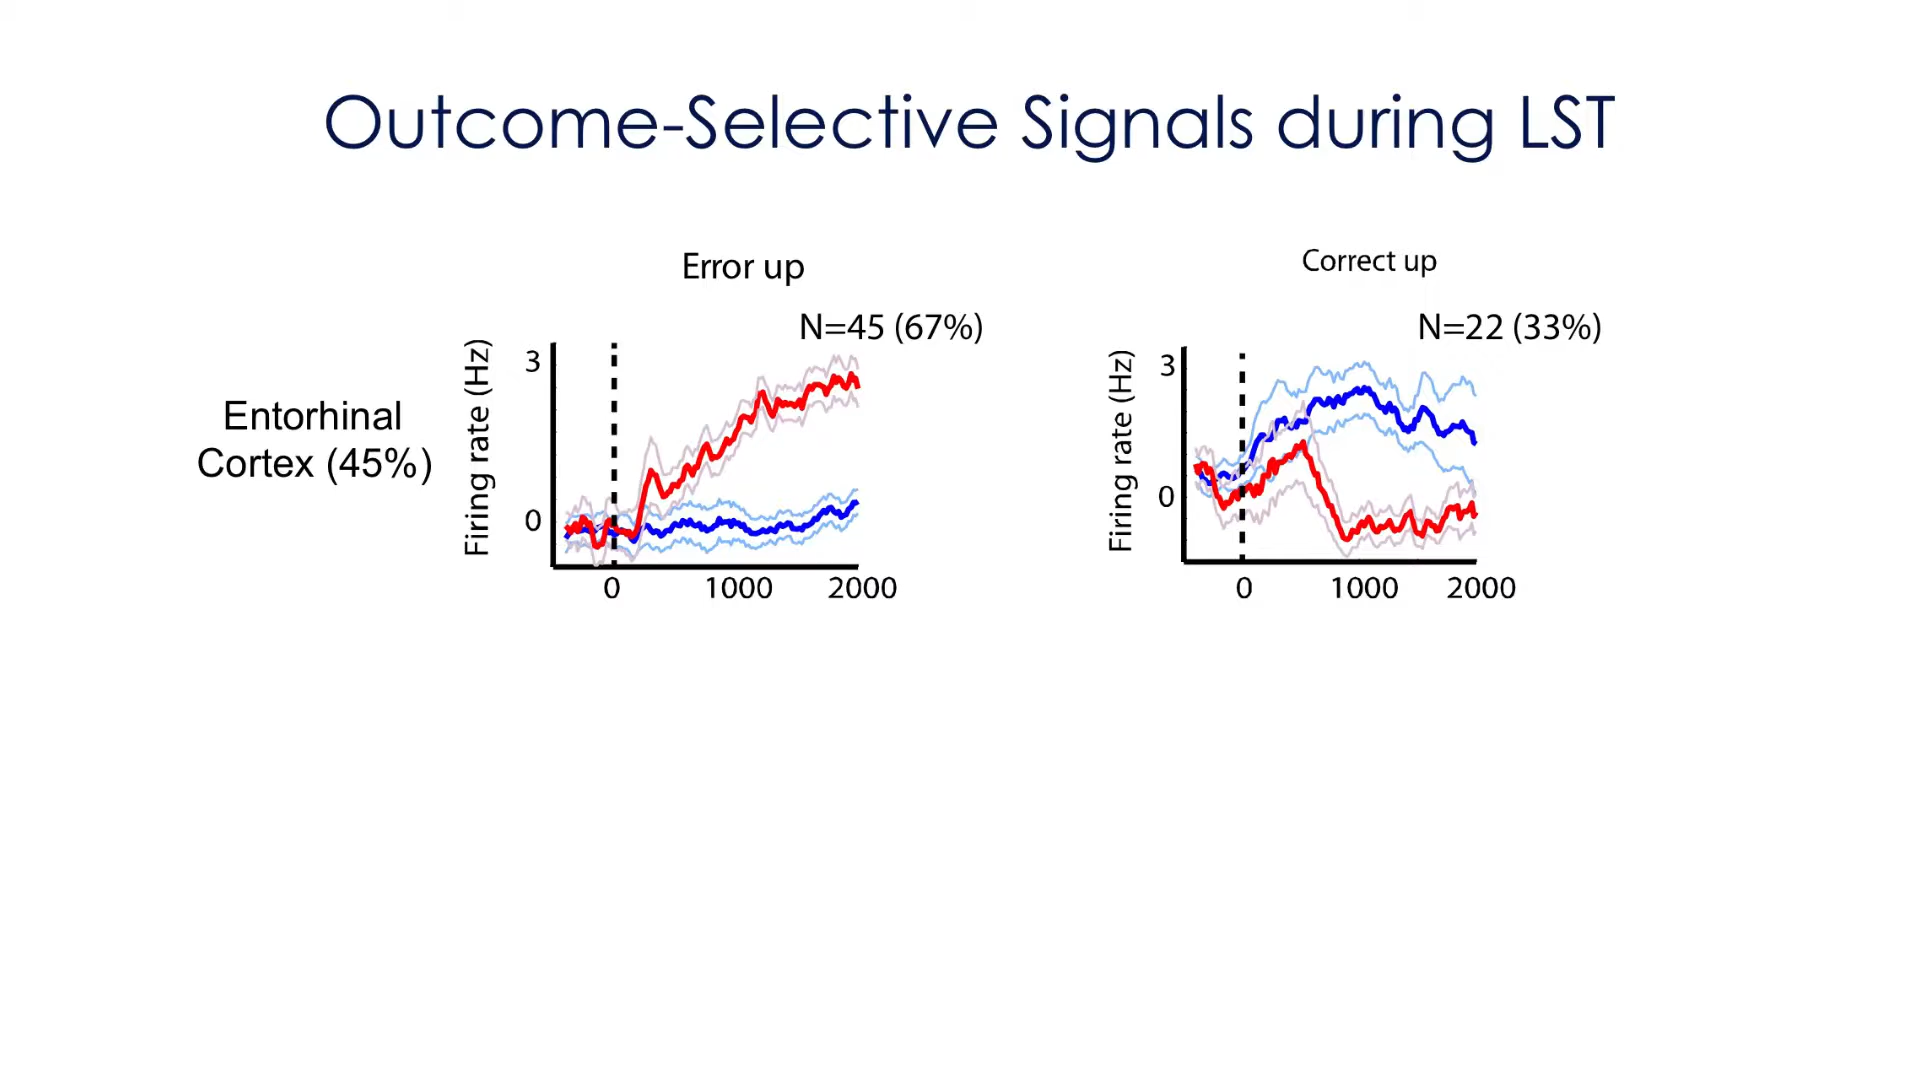 Outcome-Selective Signals during LST
Error up
N=45 (67%)
Correct up
N=22 (33%)
Entorhinal
Cortex (45%)
Firing rate (Hz)
3
0
0 1000 2000
Firing rate (Hz)
3
0
0 1000 2000